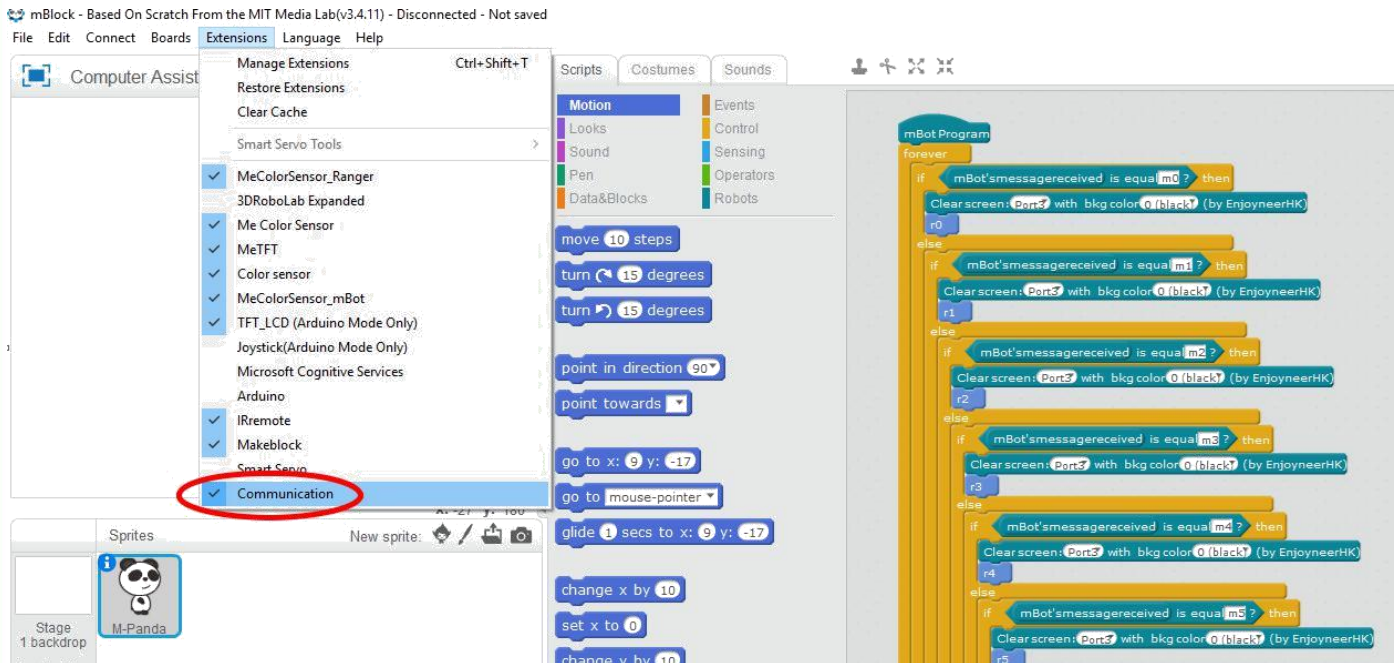 mBlock - Based On Scratch From the MIT Media Lab(v3.4.11) - Disconnected - Not saved
File Edit Connect Boards Extensions Language Help
Computer Assist
Manage Extensions Ctrl+Shift+T
Restore Extensions
Clear Cache
Smart Servo Tools
MeColorSensor_Ranger
3DRoboLab Expanded
Me Color Sensor
MeTFT
Color sensor
MeColorSensor_mBot
TFT_LCD (Arduino Mode Only)
Joystick(Arduino Mode Only)
Microsoft Cognitive Services
Arduino
IRremote
Makeblock
Smart Servo
Communication
X: -27 y: 180
Sprites New sprite:
Stage
1 backdrop
M-Panda
Scripts Costumes Sounds
Motion Events
Looks Control
Sound Sensing
Pen Operators
Data&Blocks Robots
move 10 steps
turn 15 degrees
turn 15 degrees
point in direction 90
point towards
go to x: 9 y: -17
go to mouse-pointer
glide 1 secs to x: 9 y: -17
change x by 10
set x to 0
change y by 10
mBot Program
forever
if mBot'smessagereceived is equal m0 ? then
Clear screen: Port3 with bkg color 0 (black) (by EnjoyneerHK)
r0
else
if mBot'smessagereceived is equal m1 ? then
Clear screen: Port3 with bkg color 0 (black) (by EnjoyneerHK)
r1
else
if mBot'smessagereceived is equal m2 ? then
Clear screen: Port3 with bkg color 0 (black) (by EnjoyneerHK)
r2
else
if mBot'smessagereceived is equal m3 ? then
Clear screen: Port3 with bkg color 0 (black) (by EnjoyneerHK)
r3
else
if mBot'smessagereceived is equal m4 ? then
Clear screen: Port3 with bkg color 0 (black) (by EnjoyneerHK)
r4
else
if mBot'smessagereceived is equal m5 ? then
Clear screen: Port3 with bkg color 0 (black) (by EnjoyneerHK)
r5